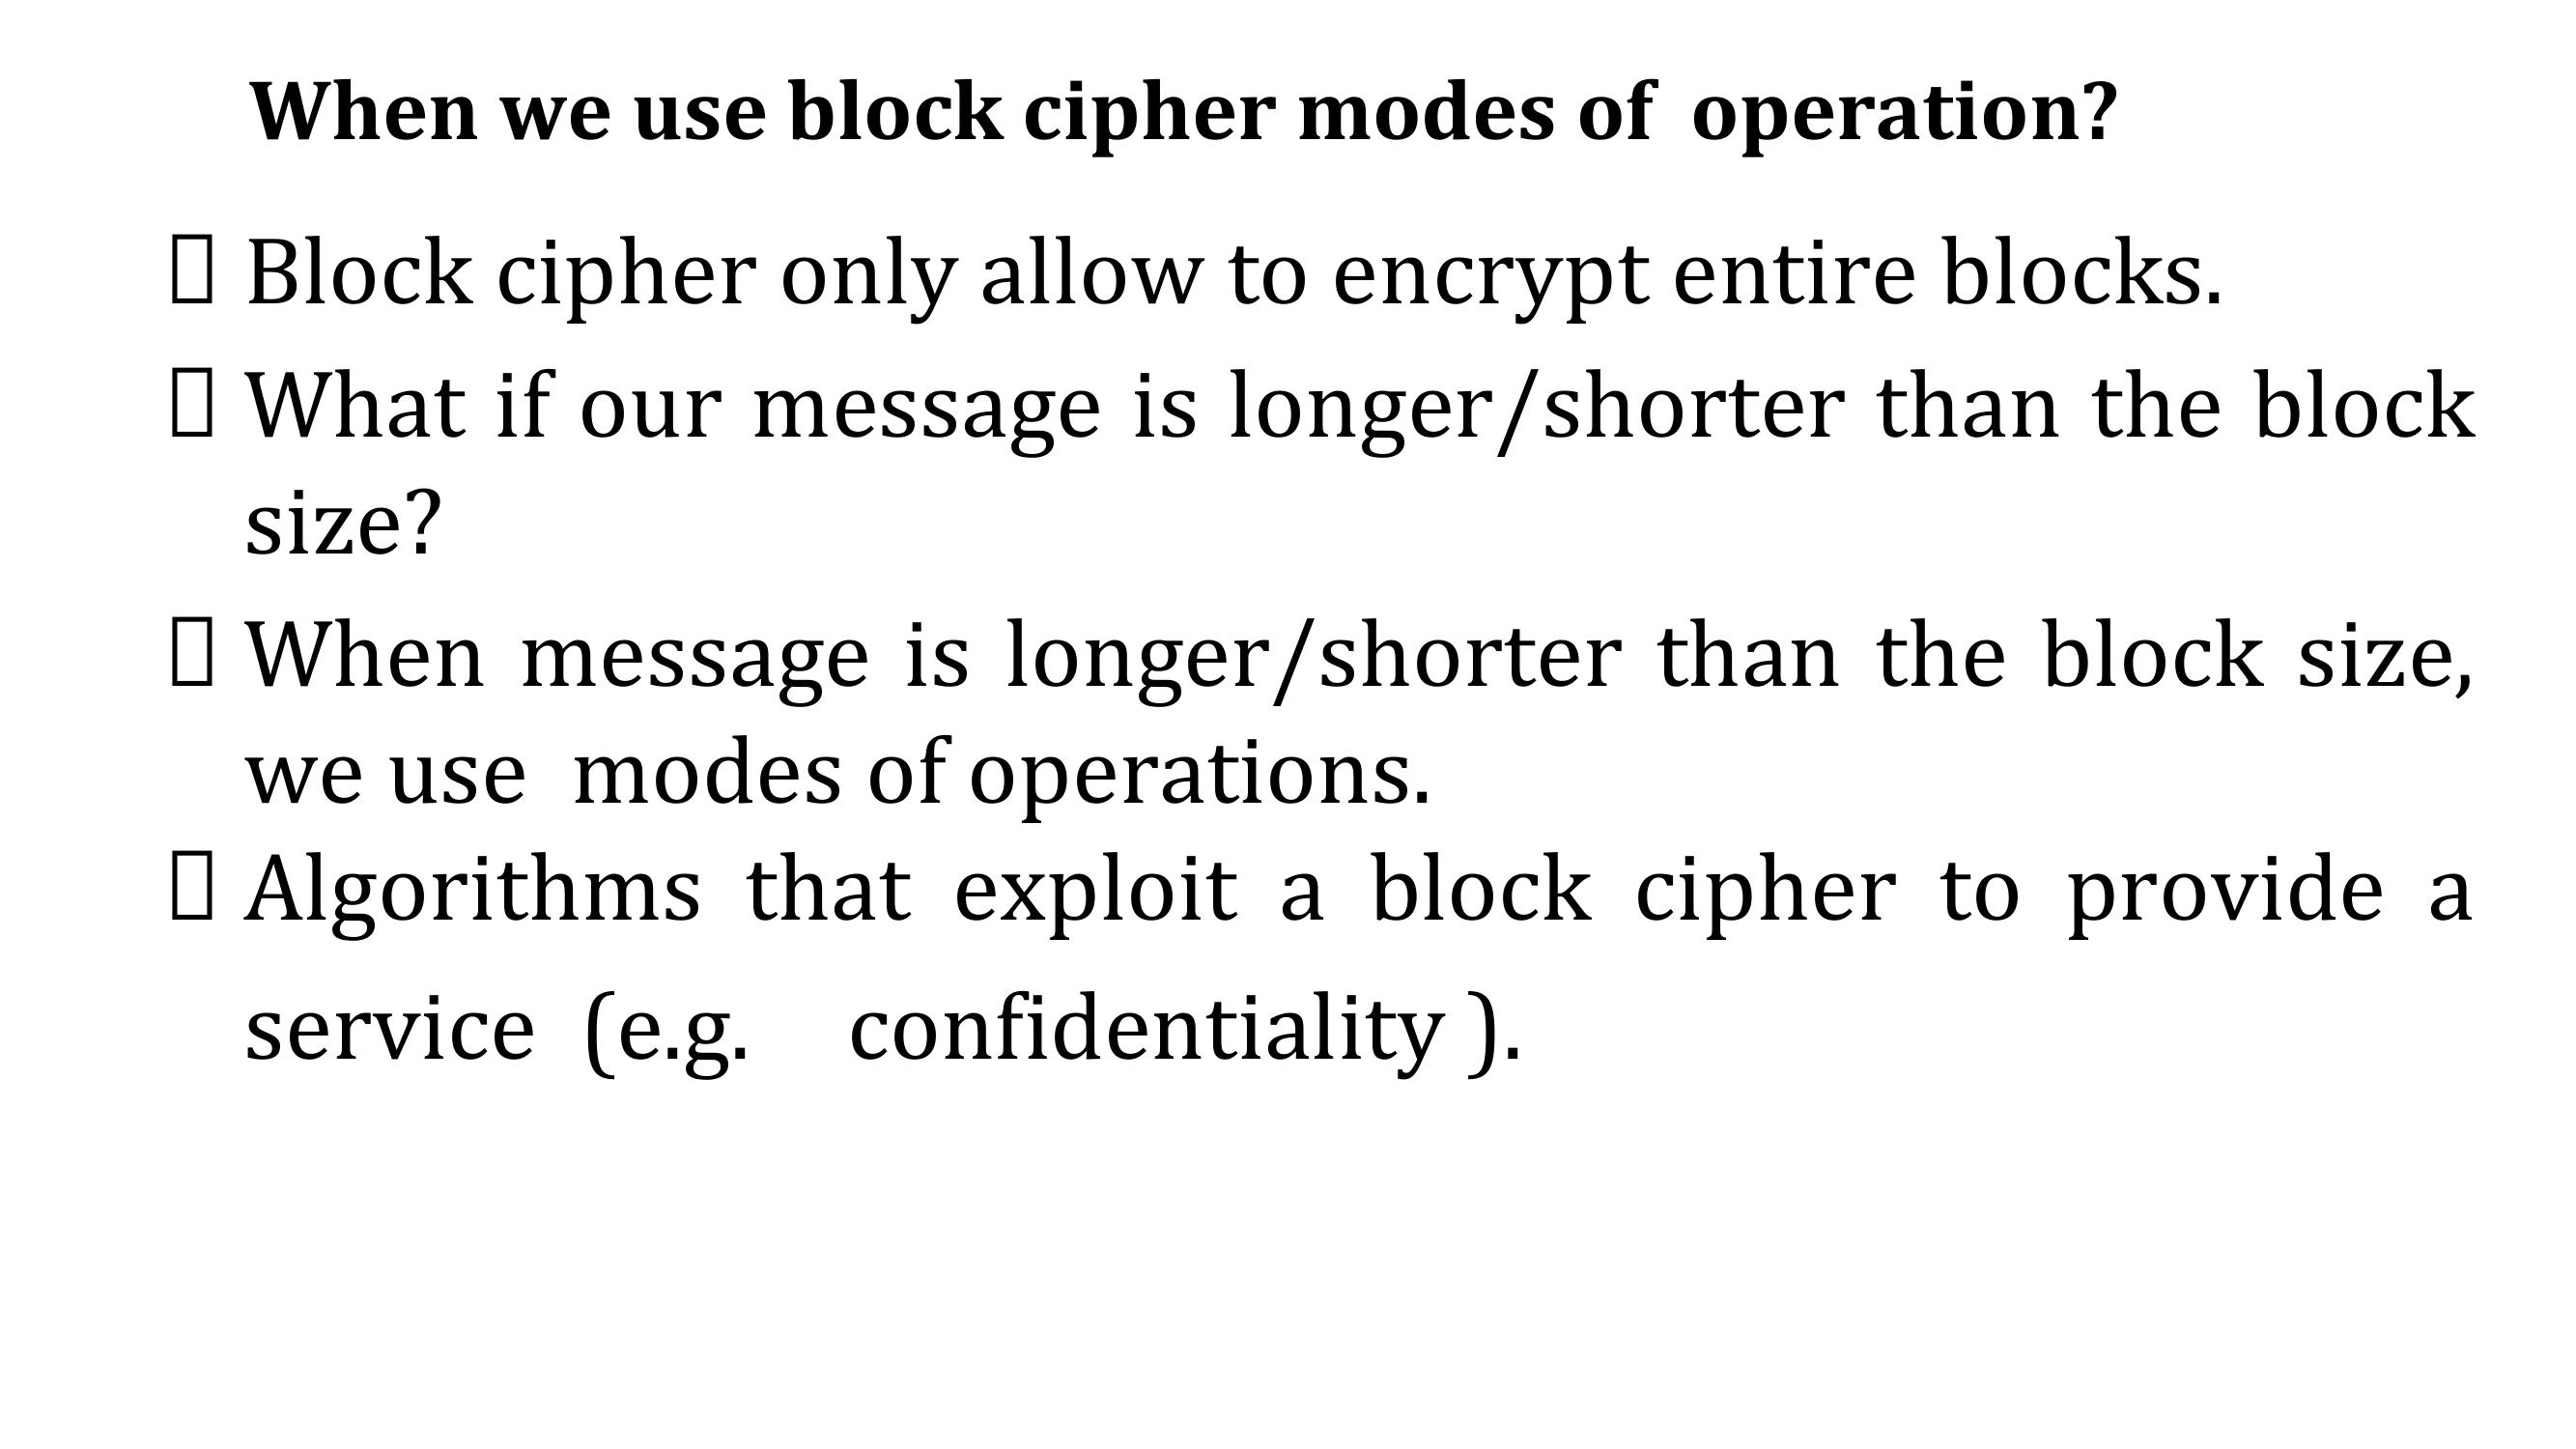 When we use block cipher modes of operation?
Block cipher only allow to encrypt entire blocks.
What if our message is longer/shorter than the block
size?
When message is longer/shorter than the block size,
we use modes of operations.
Algorithms that exploit a block cipher to provide a
service (e.g. confidentiality ).